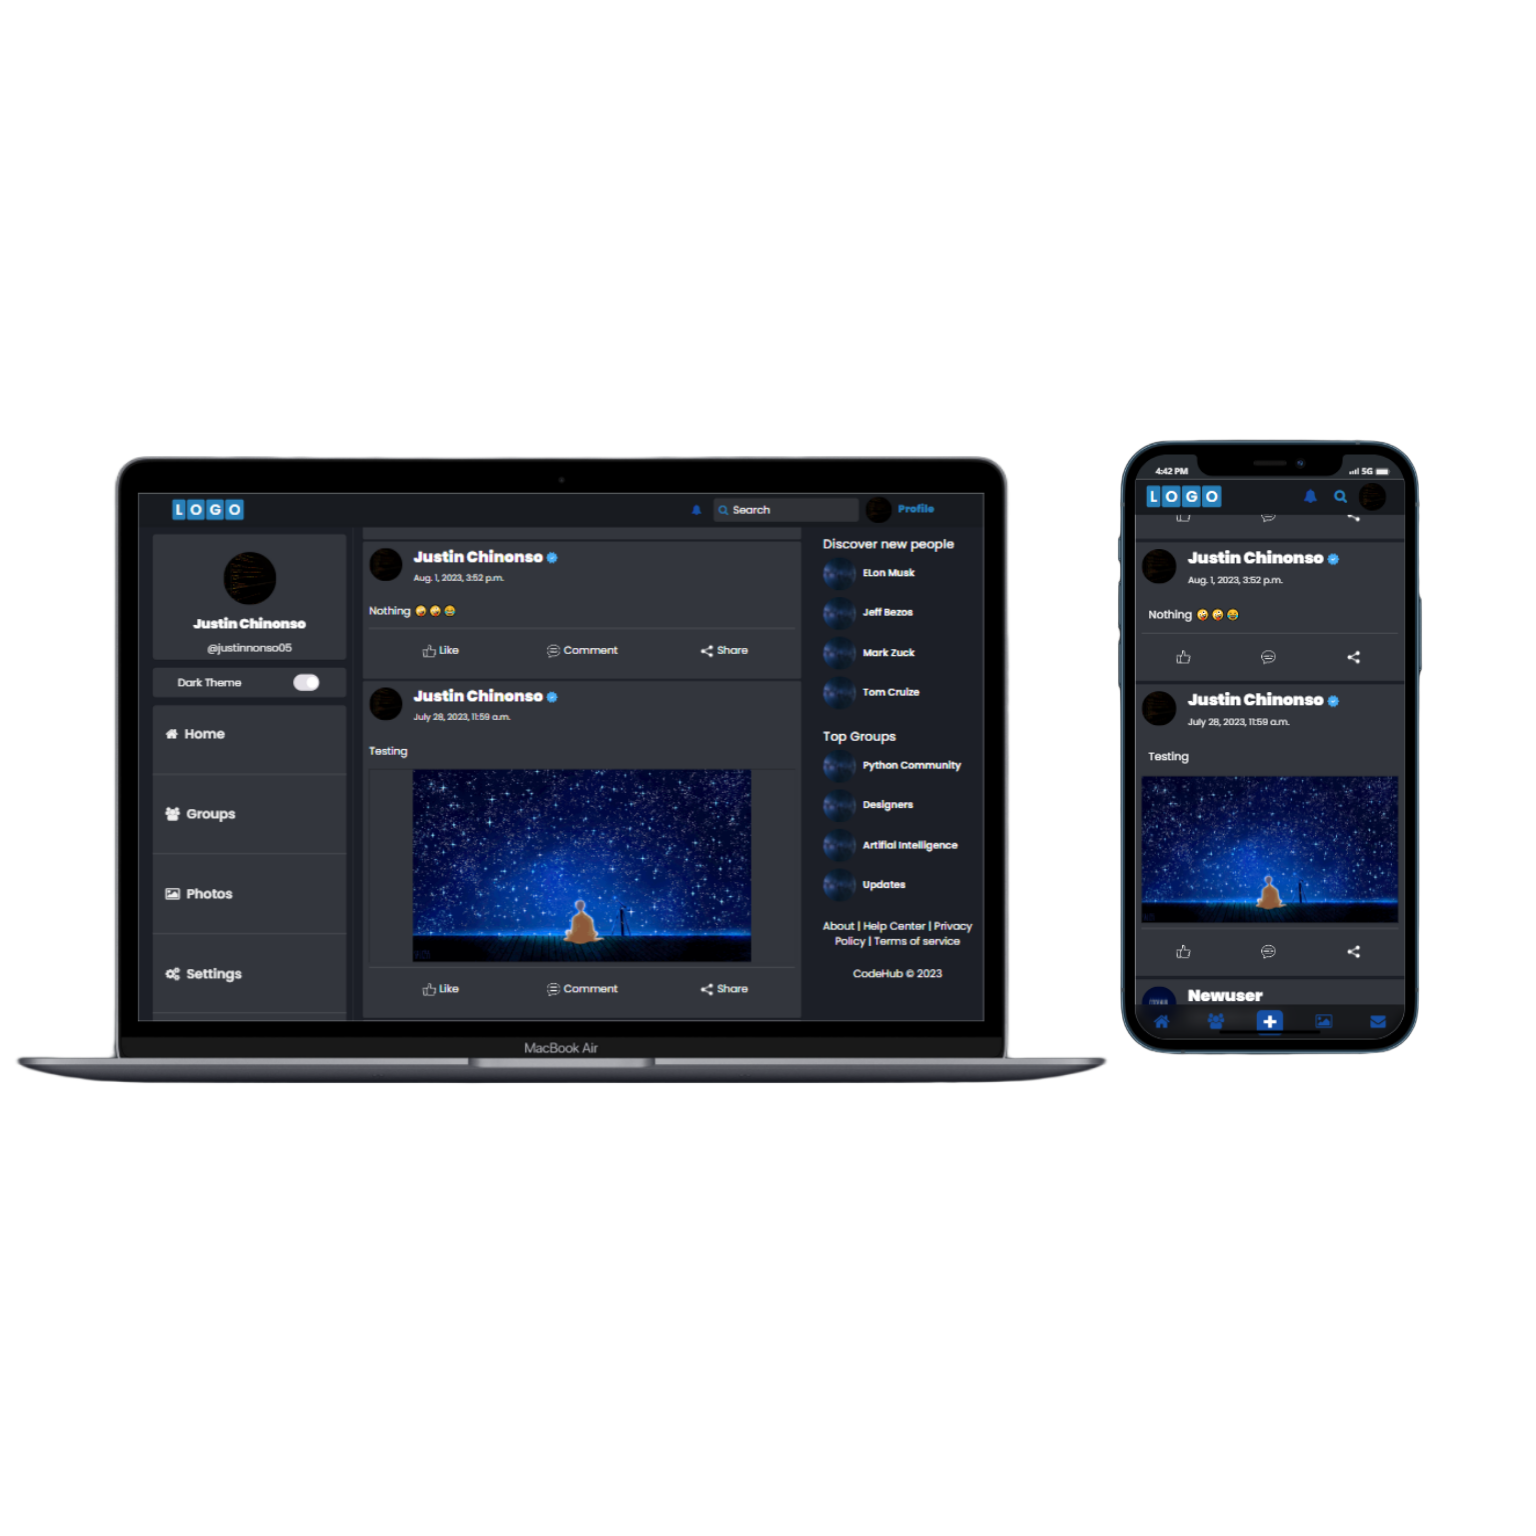 LOGO
Search
Profile
Justin Chinonso
@justinnonso05
Dark Theme
Home
Groups
Photos
Settings
Justin Chinonso
Aug. 1, 2023, 3:52 p.m.
Nothing 🤪🤪😂
Like Comment Share
Justin Chinonso
July 28, 2023, 11:59 a.m.
Testing
Like Comment Share
Discover new people
ELon Musk
Jeff Bezos
Mark Zuck
Tom Cruize
Top Groups
Python Community
Designers
Artifial Intelligence
Updates
About | Help Center | Privacy
Policy | Terms of service
CodeHub © 2023
MacBook Air
4:42 PM 5G
LOGO
Justin Chinonso
Aug. 1, 2023, 3:52 p.m.
Nothing 🤪🤪😂
Justin Chinonso
July 28, 2023, 11:59 a.m.
Testing
Newuser